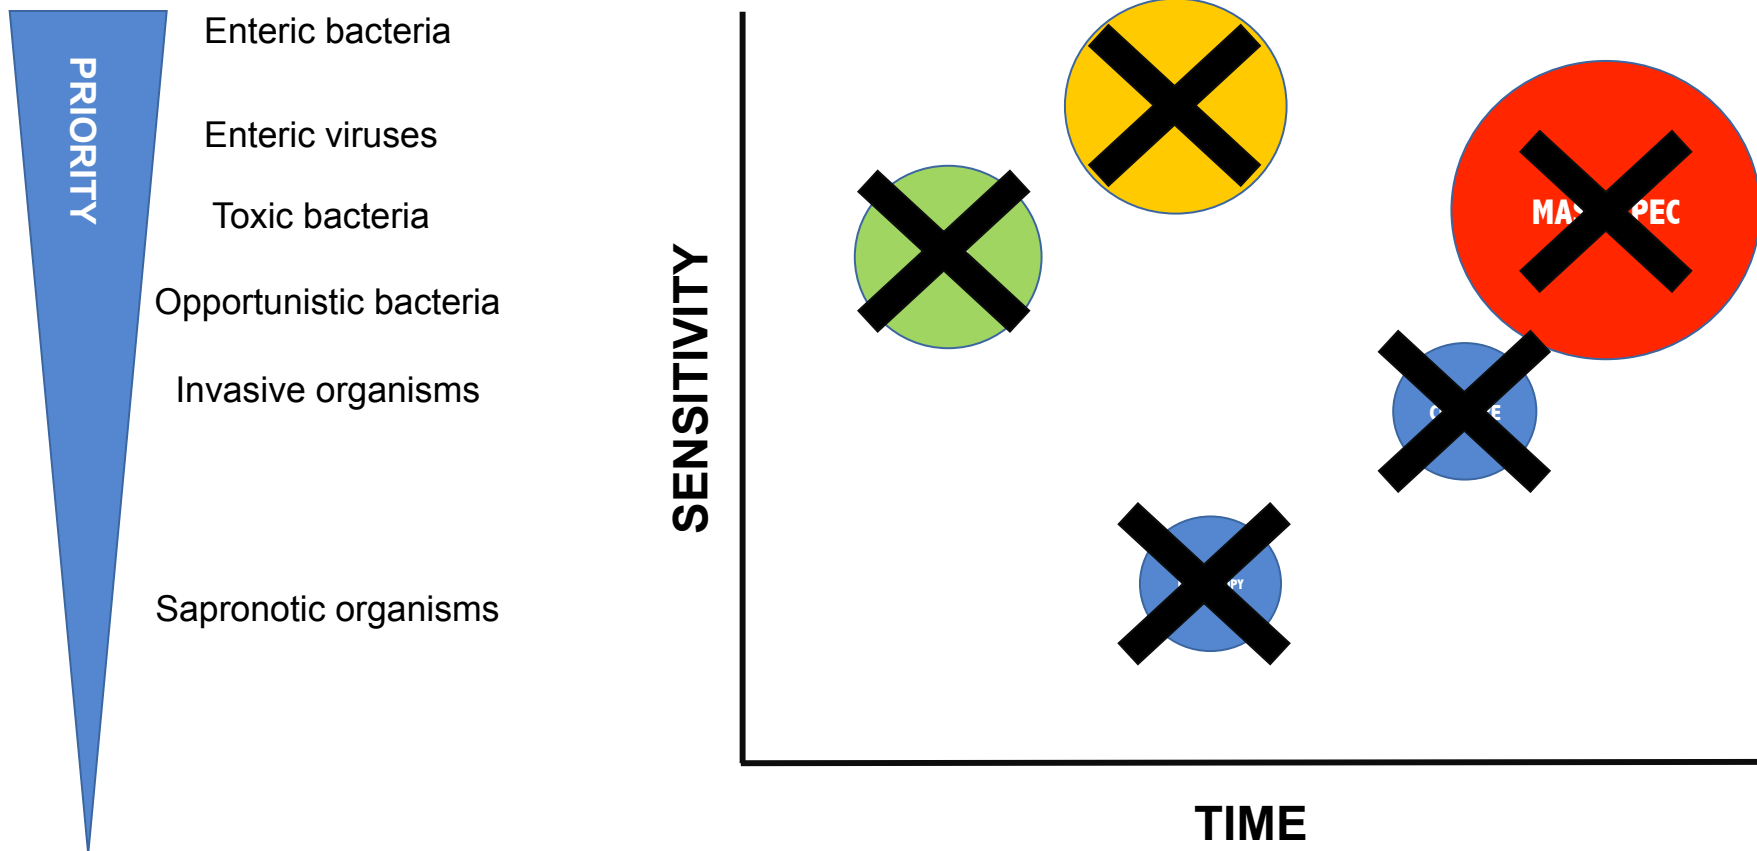 PRIORITY
Enteric bacteria
Enteric viruses
Toxic bacteria
Opportunistic bacteria
Invasive organisms
Sapronotic organisms
SENSITIVITY
TIME